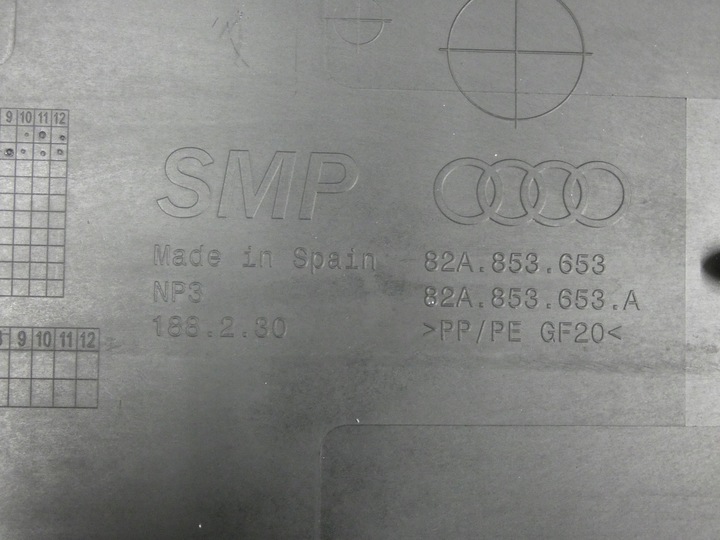 9 10 11 12
SMP
Made in Spain
NP3
188.2.30
82A.853.653
82A.853.653.A
>PP/PE GF20<
9 10 11 12